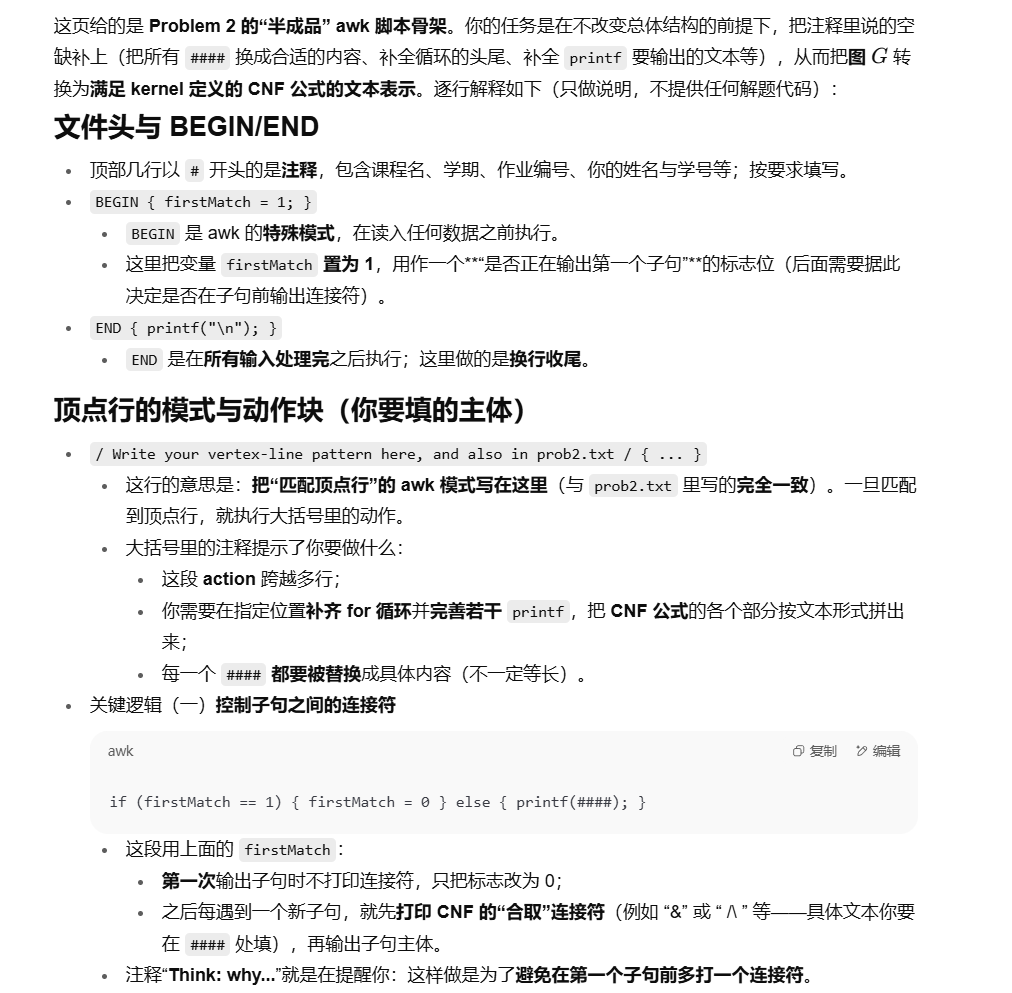 这页给的是 Problem 2 的“半成品” awk 脚本骨架。你的任务是在不改变总体结构的前提下，把注释里说的空
缺补上（把所有 #### 换成合适的内容、补全循环的头尾、补全 printf 要输出的文本等），从而把图 G 转
换为满足 kernel 定义的 CNF 公式的文本表示。逐行解释如下（只做说明，不提供任何解题代码）：
文件头与 BEGIN/END
顶部几行以 # 开头的是注释，包含课程名、学期、作业编号、你的姓名与学号等；按要求填写。
BEGIN { firstMatch = 1; }
BEGIN 是 awk 的特殊模式，在读入任何数据之前执行。
这里把变量 firstMatch 置为 1，用作一个**“是否正在输出第一个子句”**的标志位（后面需要据此
决定是否在子句前输出连接符）。
END { printf("\n"); }
END 是在所有输入处理完之后执行；这里做的是换行收尾。
顶点行的模式与动作块（你要填的主体）
/ Write your vertex-line pattern here, and also in prob2.txt / { ... }
这行的意思是：把“匹配顶点行”的 awk 模式写在这里（与 prob2.txt 里写的完全一致）。一旦匹配
到顶点行，就执行大括号里的动作。
大括号里的注释提示了你要做什么：
这段 action 跨越多行；
你需要在指定位置补齐 for 循环并完善若干 printf，把 CNF 公式的各个部分按文本形式拼出
来；
每一个 #### 都要被替换成具体内容（不一定等长）。
关键逻辑（一）控制子句之间的连接符
awk 复制 编辑
if (firstMatch == 1) { firstMatch = 0 } else { printf(####); }
这段用上面的 firstMatch：
第一次输出子句时不打印连接符，只把标志改为 0；
之后每遇到一个新子句，就先打印 CNF 的“合取”连接符（例如 “&” 或 “ /\ ” 等——具体文本你要
在 #### 处填），再输出子句主体。
注释“Think: why...”就是在提醒你：这样做是为了避免在第一个子句前多打一个连接符。